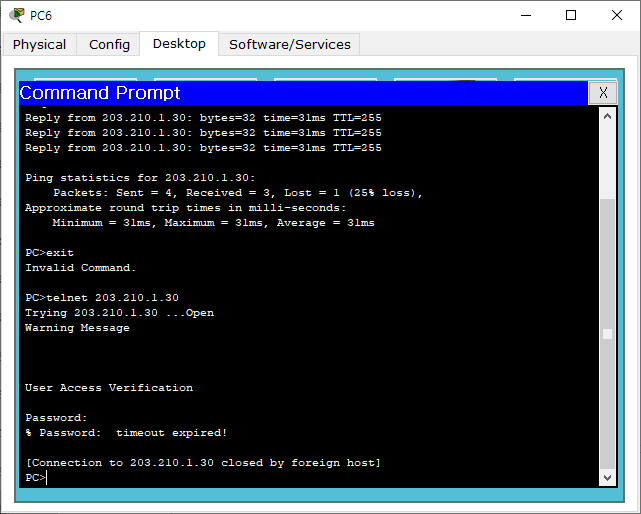 PC6
Physical Config Desktop Software/Services
Command Prompt
X
Reply from 203.210.1.30: bytes=32 time=31ms TTL=255
Reply from 203.210.1.30: bytes=32 time=31ms TTL=255
Reply from 203.210.1.30: bytes=32 time=31ms TTL=255
Ping statistics for 203.210.1.30:
Packets: Sent = 4, Received = 3, Lost = 1 (25% loss),
Approximate round trip times in milli-seconds:
Minimum = 31ms, Maximum = 31ms, Average = 31ms
PC>exit
Invalid Command.
PC>telnet 203.210.1.30
Trying 203.210.1.30 ...Open
Warning Message
User Access Verification
Password:
% Password:  timeout expired!
[Connection to 203.210.1.30 closed by foreign host]
PC>